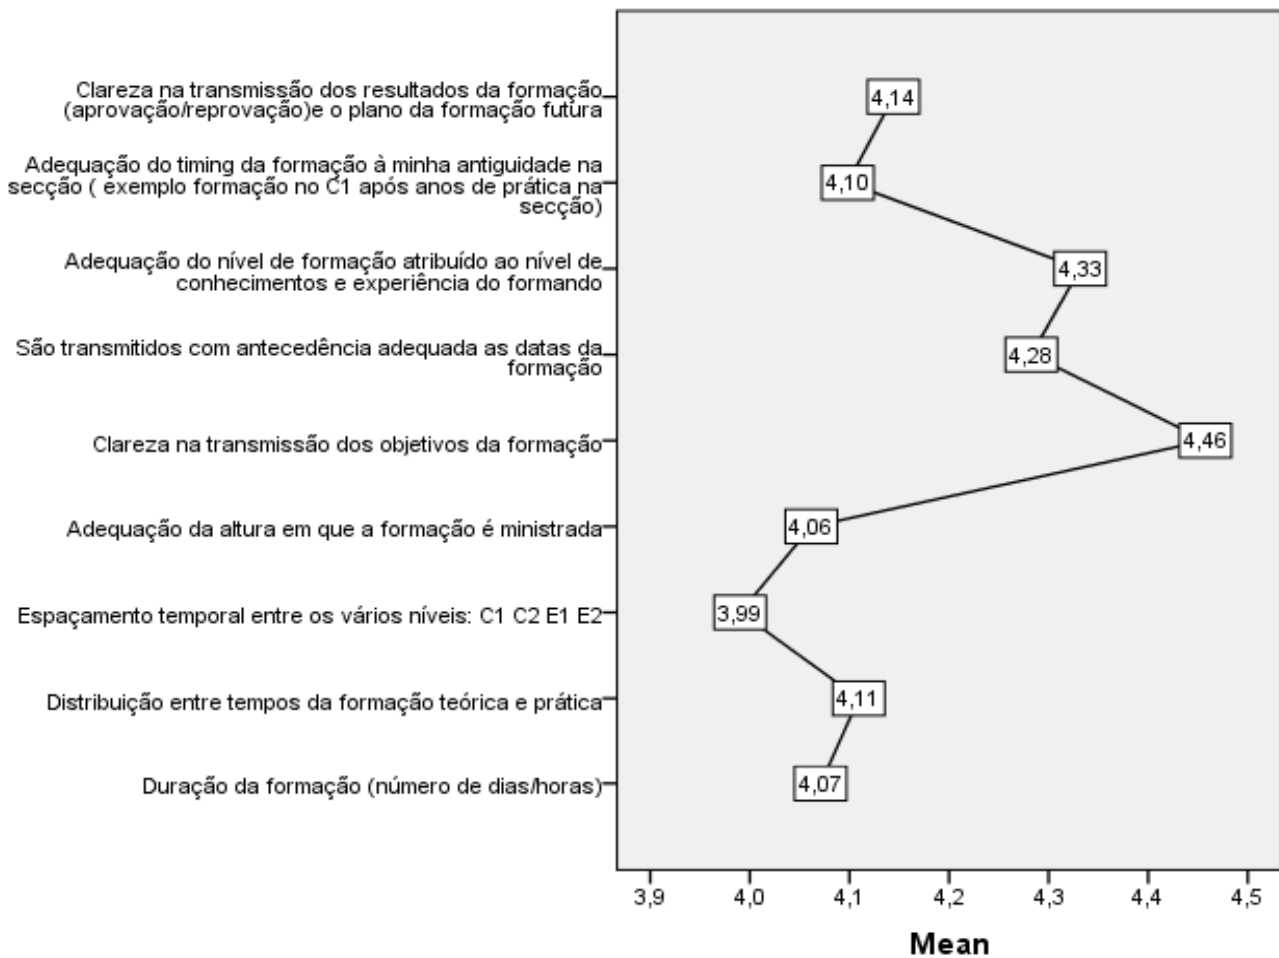 Clareza na transmissão dos resultados da formação
(aprovação/reprovação)e o plano da formação futura
4,14
Adequação do timing da formação à minha antiguidade na
secção ( exemplo formação no C1 após anos de prática na
secção)
4,10
Adequação do nível de formação atribuído ao nível de
conhecimentos e experiência do formando
4,33
São transmitidos com antecedência adequada as datas da
formação
4,28
Clareza na transmissão dos objetivos da formação
4,46
Adequação da altura em que a formação é ministrada
4,06
Espaçamento temporal entre os vários níveis: C1 C2 E1 E2
3,99
Distribuição entre tempos da formação teórica e prática
4,11
Duração da formação (número de dias/horas)
4,07
3,9 4,0 4,1 4,2 4,3 4,4 4,5
Mean